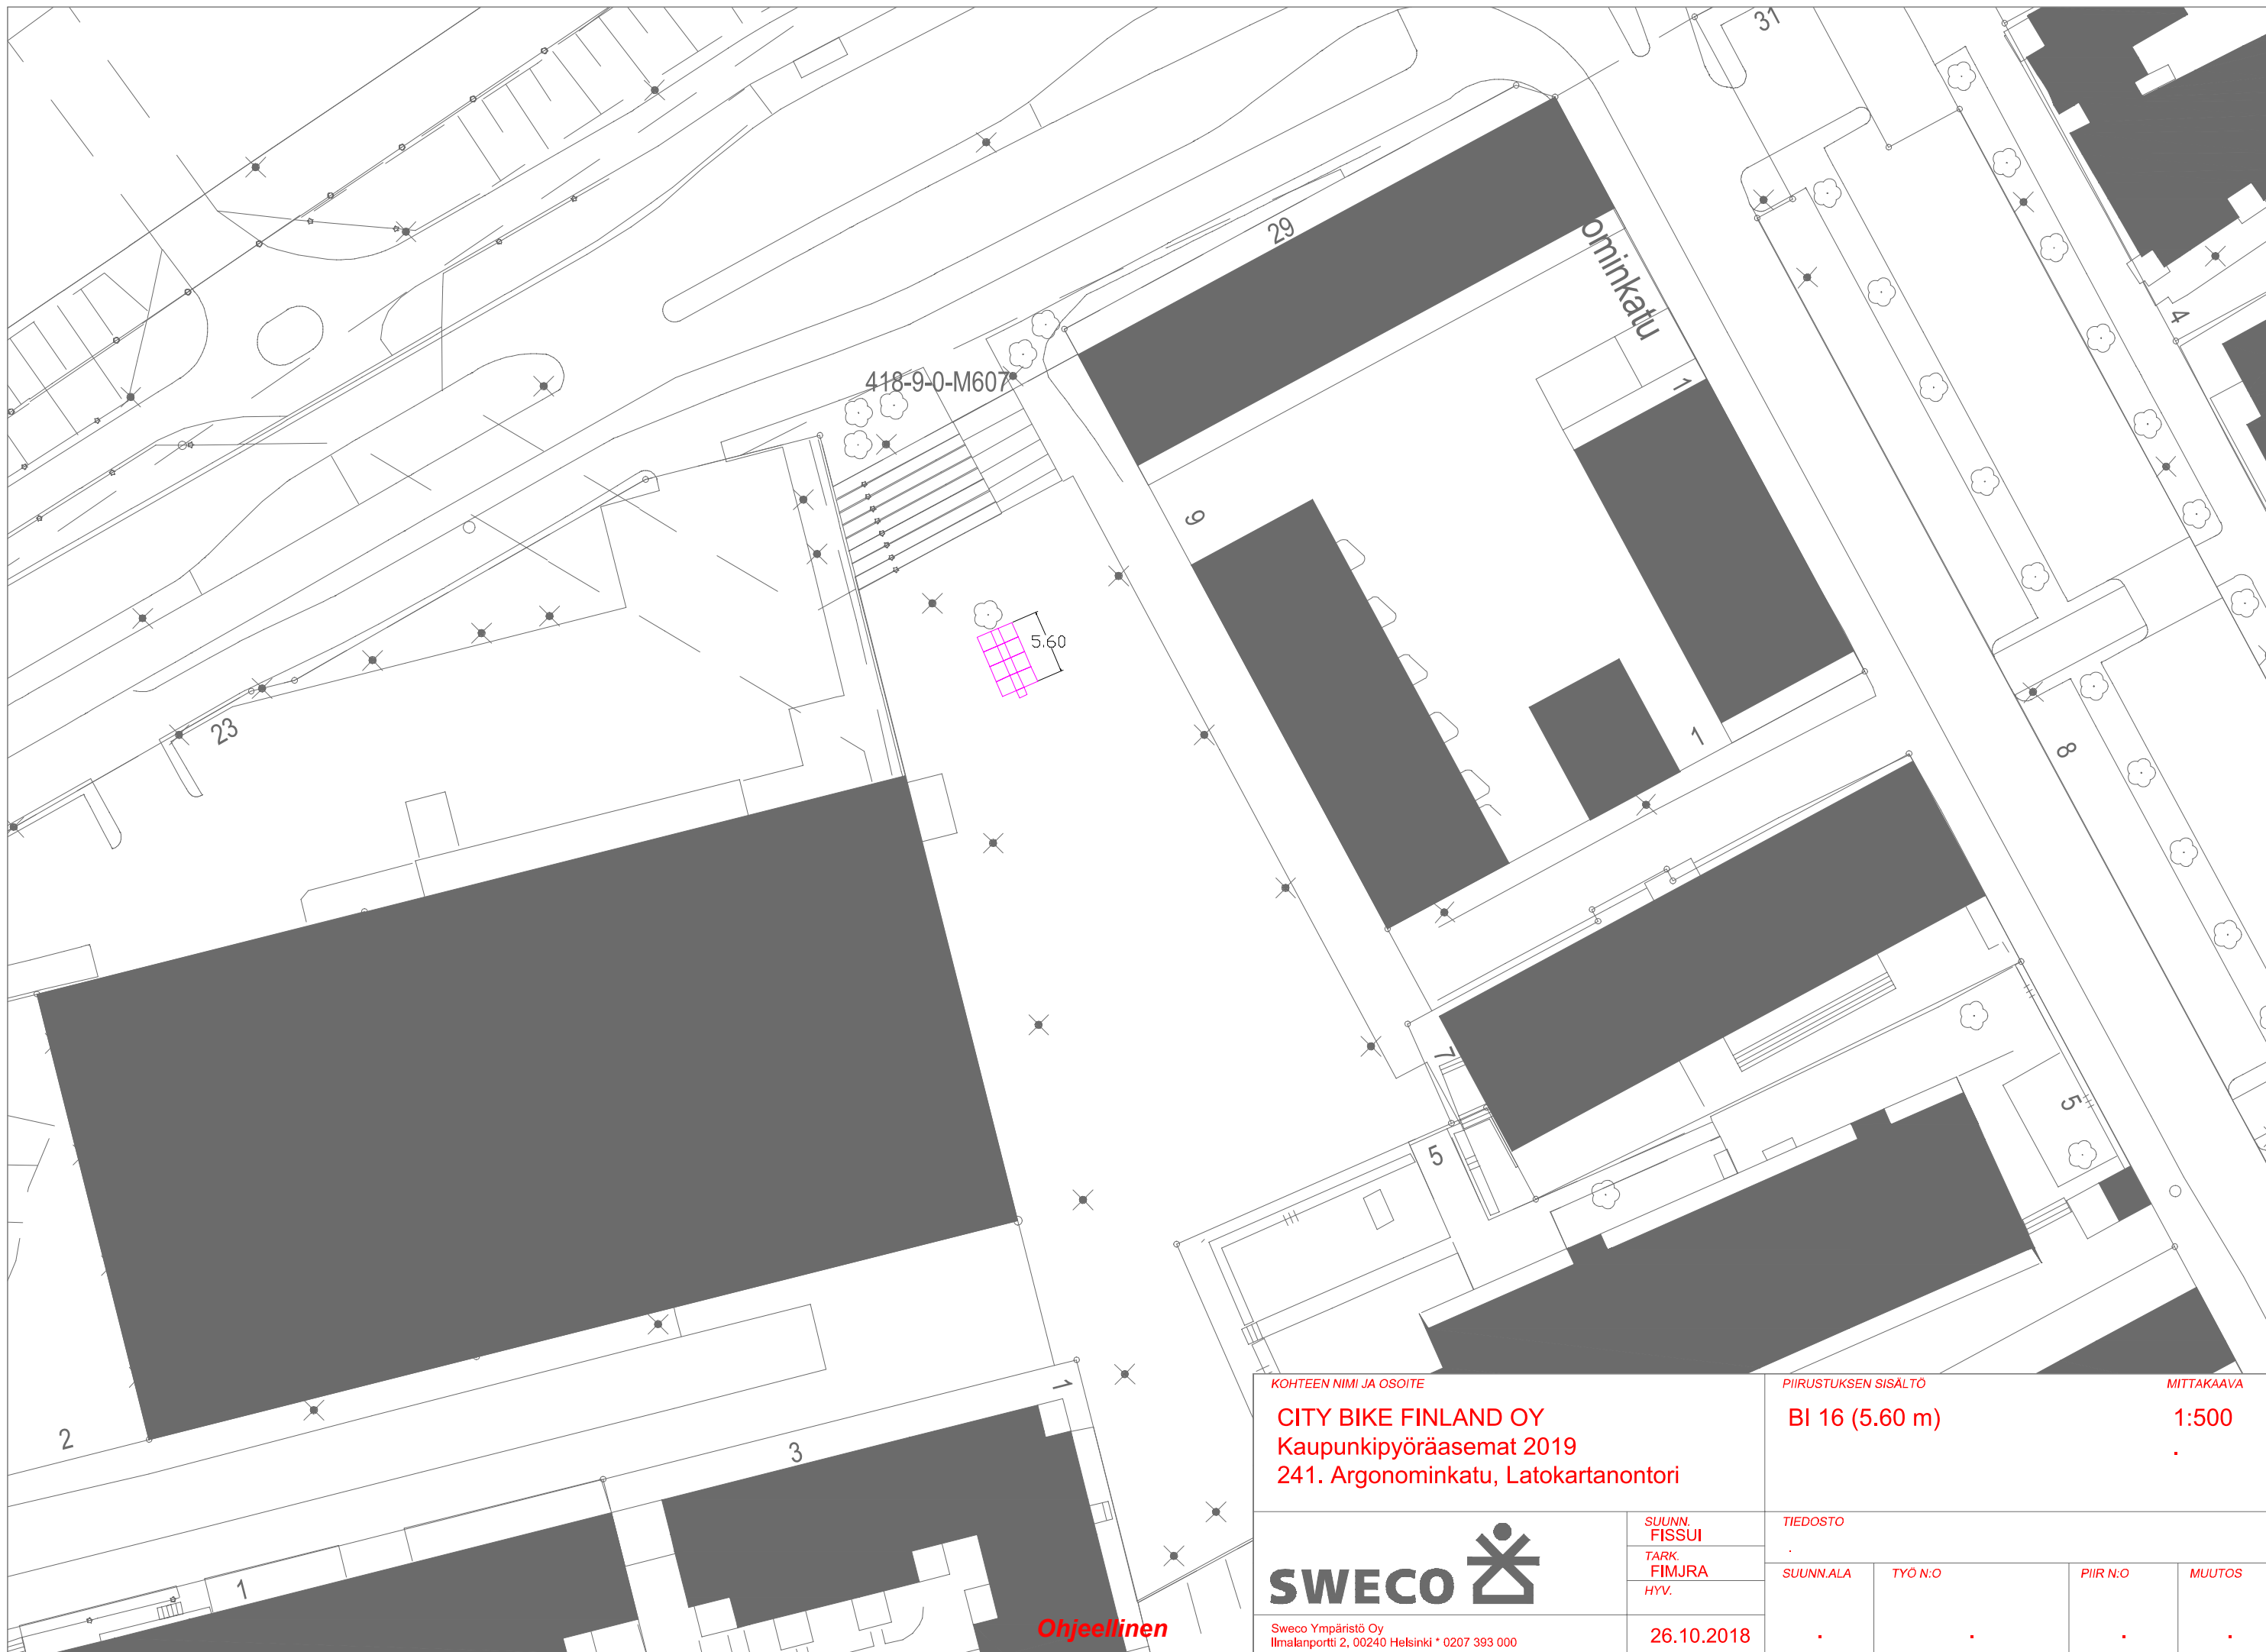 31
29
ominkatu
4
418-9-0-M607
1
9
5.60
23
1
8
7
5
5
2
3
1
1
Ohjeellinen
KOHTEEN NIMI JA OSOITE
CITY BIKE FINLAND OY
Kaupunkipyöräasemat 2019
241. Argonominkatu, Latokartanontori
PIIRUSTUKSEN SISÄLTÖ
MITTAKAAVA
BI 16 (5.60 m)
1:500
.
SWECO
SUUNN.
FISSUI
TARK.
FIMJRA
HYV.
26.10.2018
TIEDOSTO
.
SUUNN.ALA
TYÖ N:O
PIIR N:O
MUUTOS
. . . .
Sweco Ympäristö Oy
Ilmalanportti 2, 00240 Helsinki * 0207 393 000